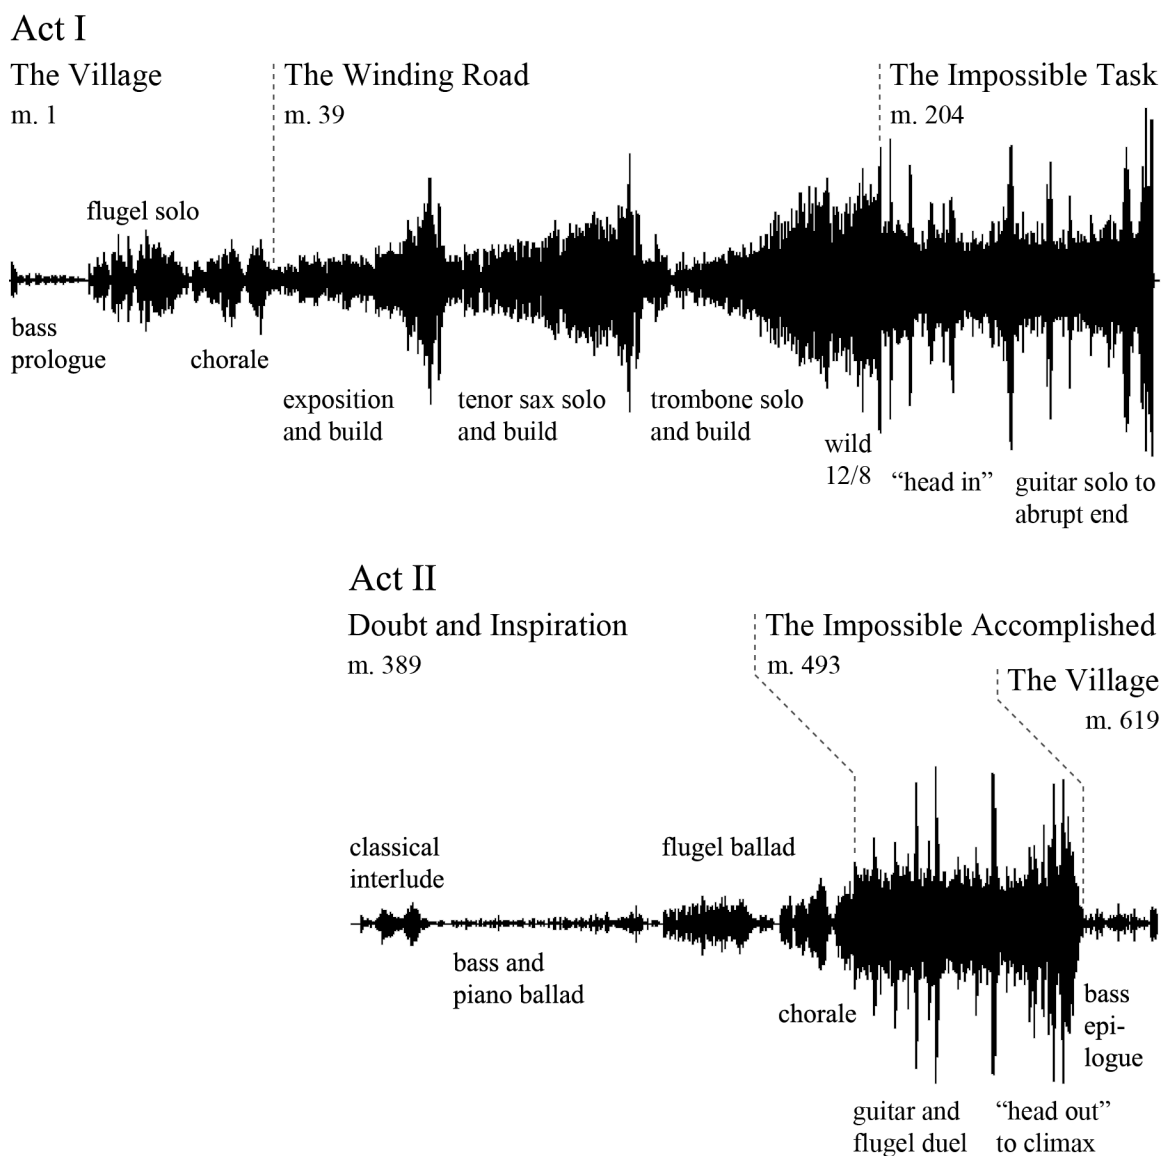 Act I
The Village
m. 1
The Winding Road
m. 39
The Impossible Task
m. 204
flugel solo
bass
prologue
chorale
exposition
and build
tenor sax solo
and build
trombone solo
and build
wild
12/8
“head in”
guitar solo to
abrupt end
Act II
Doubt and Inspiration
m. 389
The Impossible Accomplished
m. 493
The Village
m. 619
classical
interlude
bass and
piano ballad
flugel ballad
chorale
guitar and
flugel duel
“head out”
to climax
bass
epi-
logue